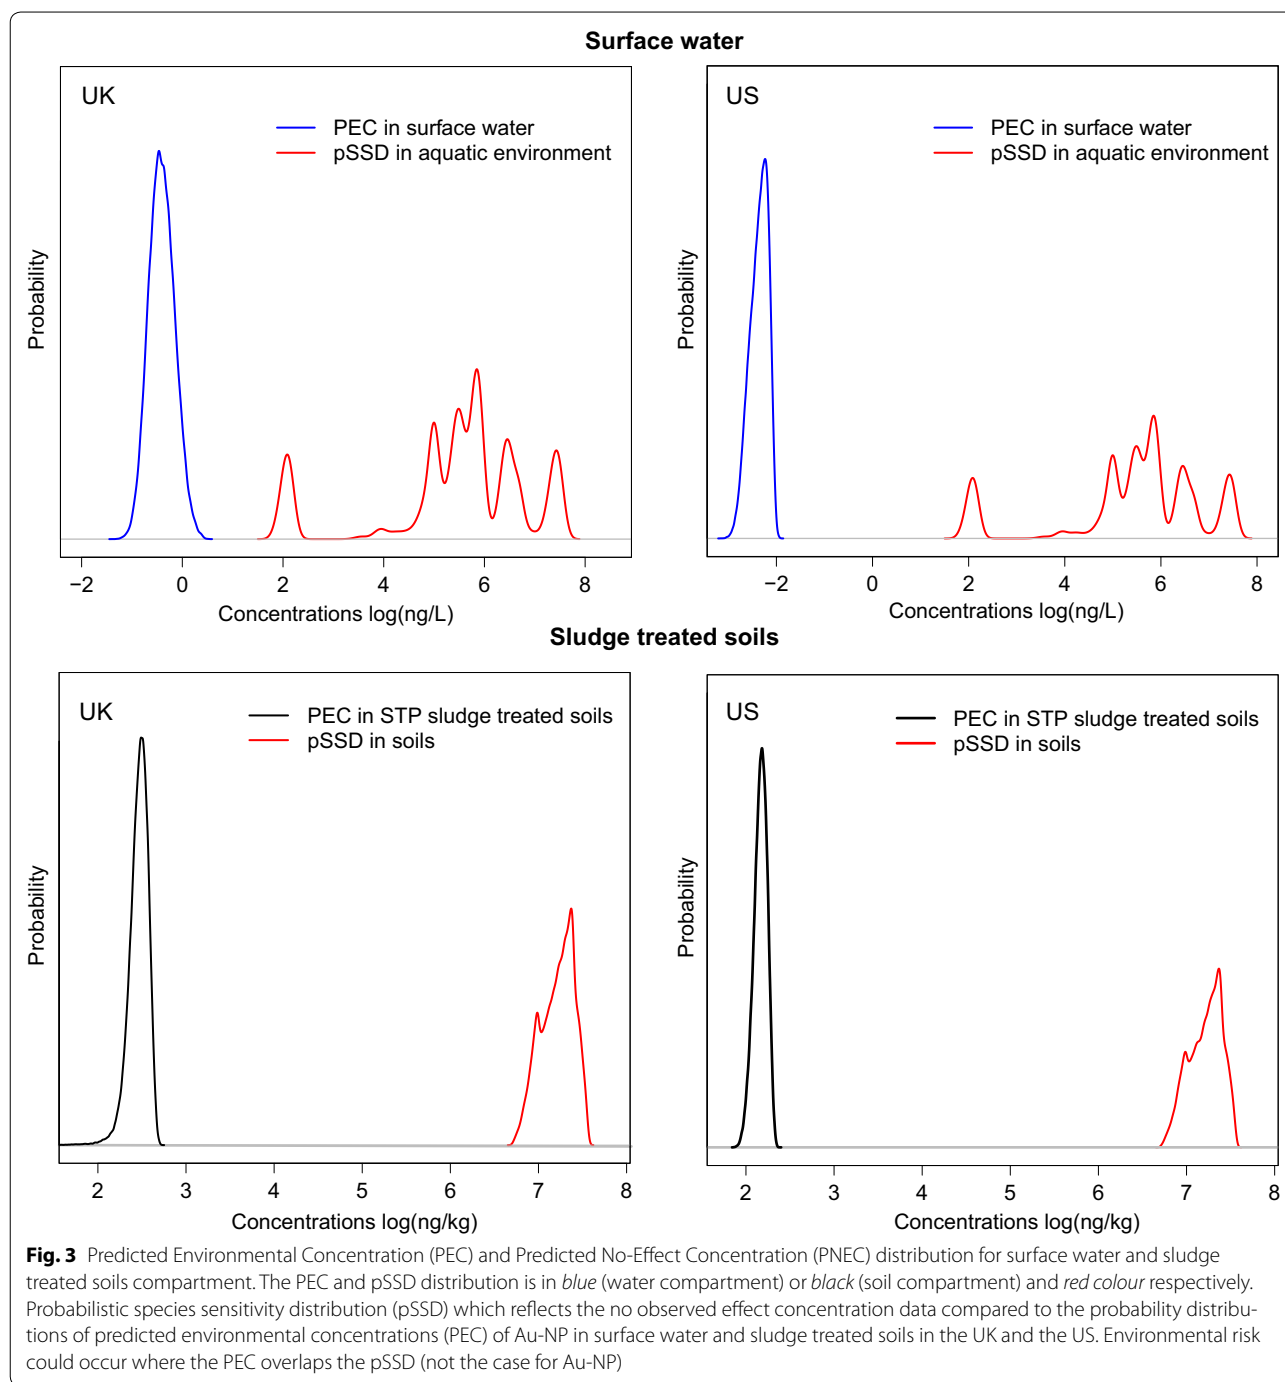 Surface water
UK
PEC in surface water
pSSD in aquatic environment
Probability
−2 0 2 4 6 8
Concentrations log(ng/L)
US
PEC in surface water
pSSD in aquatic environment
Probability
−2 0 2 4 6 8
Concentrations log(ng/L)
Sludge treated soils
UK
PEC in STP sludge treated soils
pSSD in soils
Probability
2 3 4 5 6 7 8
Concentrations log(ng/kg)
US
PEC in STP sludge treated soils
pSSD in soils
Probability
2 3 4 5 6 7 8
Concentrations log(ng/kg)
Fig. 3 Predicted Environmental Concentration (PEC) and Predicted No-Effect Concentration (PNEC) distribution for surface water and sludge
treated soils compartment. The PEC and pSSD distribution is in blue (water compartment) or black (soil compartment) and red colour respectively.
Probabilistic species sensitivity distribution (pSSD) which reflects the no observed effect concentration data compared to the probability distribu-
tions of predicted environmental concentrations (PEC) of Au-NP in surface water and sludge treated soils in the UK and the US. Environmental risk
could occur where the PEC overlaps the pSSD (not the case for Au-NP)